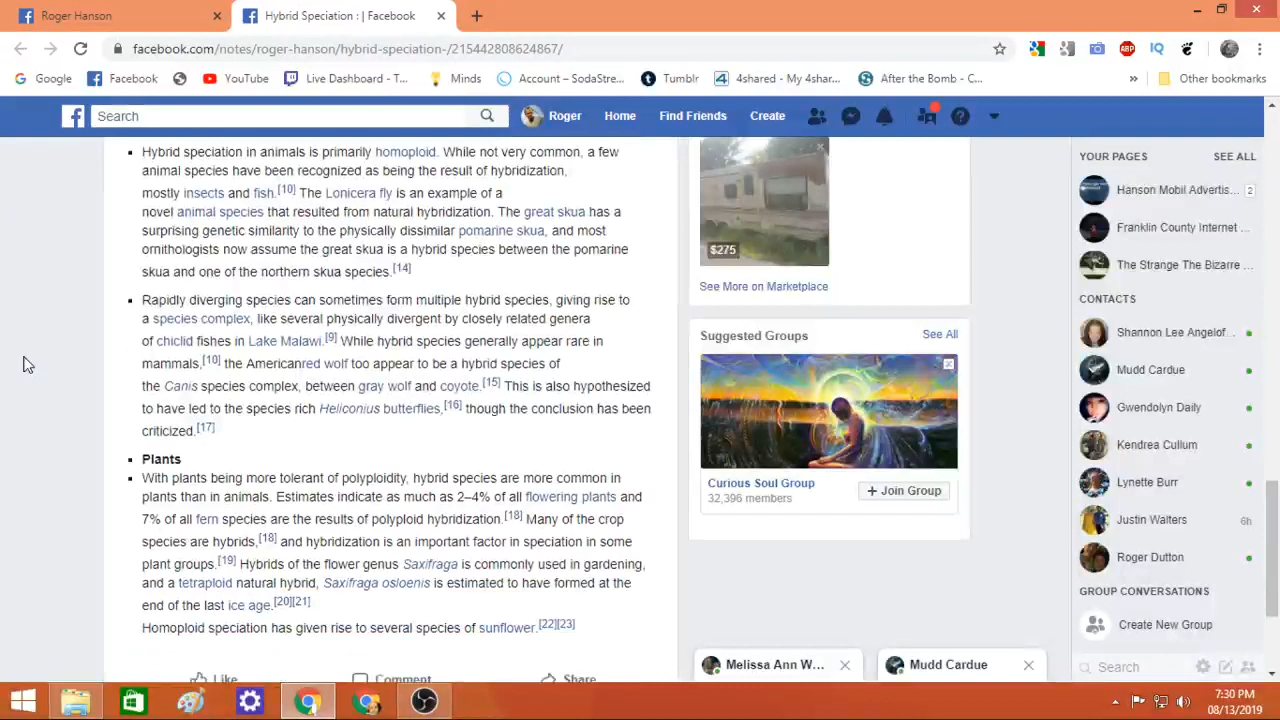 Roger Hanson
Hybrid Speciation : | Facebook
facebook.com/notes/roger-hanson/hybrid-speciation-/215442808624867/
ABP
IQ
Google
Facebook
YouTube
Live Dashboard - T...
Minds
Account – SodaStre...
Tumblr
4shared - My 4shar...
After the Bomb - C...
»
Other bookmarks
Search
Roger
Home
Find Friends
Create
Hybrid speciation in animals is primarily homoploid. While not very common, a few
animal species have been recognized as being the result of hybridization,
mostly insects and fish.[10] The Lonicera fly is an example of a
novel animal species that resulted from natural hybridization. The great skua has a
surprising genetic similarity to the physically dissimilar pomarine skua, and most
ornithologists now assume the great skua is a hybrid species between the pomarine
skua and one of the northern skua species.[14]
Rapidly diverging species can sometimes form multiple hybrid species, giving rise to
a species complex, like several physically divergent by closely related genera
of chiclid fishes in Lake Malawi.[9] While hybrid species generally appear rare in
mammals,[10] the Americanred wolf too appear to be a hybrid species of
the Canis species complex, between gray wolf and coyote.[15] This is also hypothesized
to have led to the species rich Heliconius butterflies,[16] though the conclusion has been
criticized.[17]
Plants
With plants being more tolerant of polyploidity, hybrid species are more common in
plants than in animals. Estimates indicate as much as 2–4% of all flowering plants and
7% of all fern species are the results of polyploid hybridization.[18] Many of the crop
species are hybrids,[18] and hybridization is an important factor in speciation in some
plant groups.[19] Hybrids of the flower genus Saxifraga is commonly used in gardening,
and a tetraploid natural hybrid, Saxifraga osloenis is estimated to have formed at the
end of the last ice age.[20][21]
Homoploid speciation has given rise to several species of sunflower.[22][23]
Like
Comment
Share
$275
See More on Marketplace
Suggested Groups
See All
Curious Soul Group
32,396 members
+ Join Group
YOUR PAGES
SEE ALL
Hanson Mobil Advertis...
2
Franklin County Internet ...
The Strange The Bizarre ...
CONTACTS
Shannon Lee Angelof...
Mudd Cardue
Gwendolyn Daily
Kendrea Cullum
Lynette Burr
Justin Walters
6h
Roger Dutton
GROUP CONVERSATIONS
Create New Group
Search
Melissa Ann W...
Mudd Cardue
7:30 PM
08/13/2019